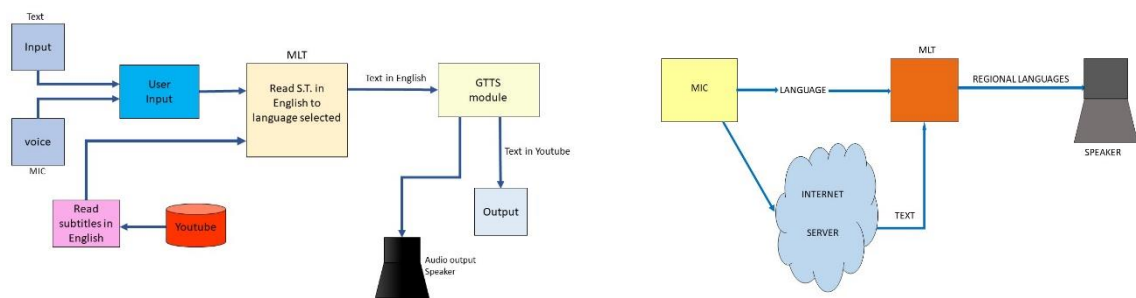 Text
Input
voice
MIC
User
Input
Read
subtitles in
English
Youtube
MLT
Read S.T. in
English to
language selected
Text in English
GTTS
module
Text in Youtube
Output
Audio output
Speaker
MIC
LANGUAGE
MLT
REGIONAL LANGUAGES
SPEAKER
INTERNET
SERVER
TEXT